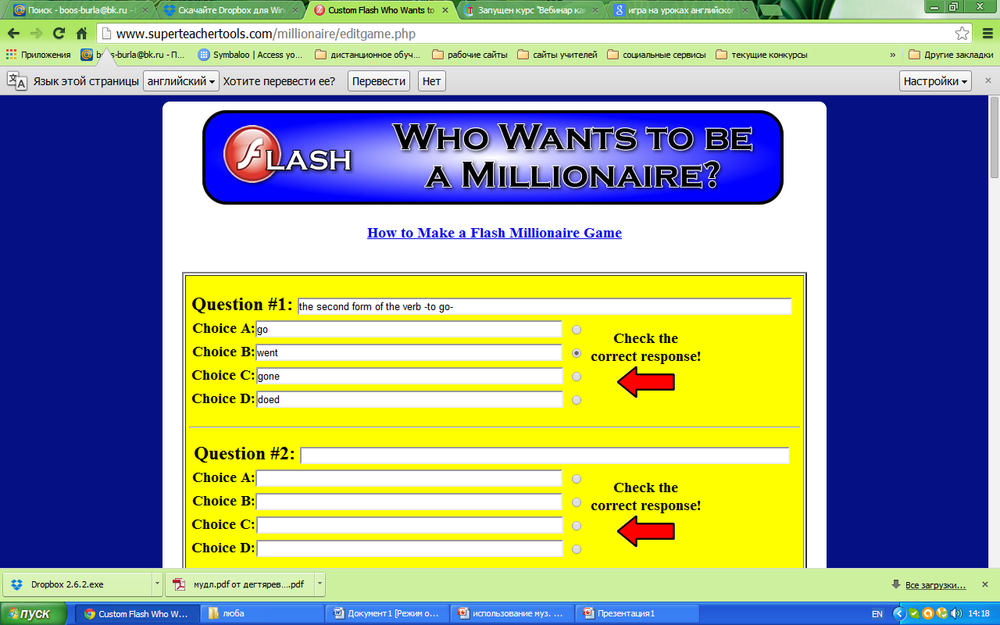 Поиск - boos-burla@bk.ru -
Скачайте Dropbox для Win
Custom Flash Who Wants to
Запущен курс "Вебинар ка
игра на уроках английског
www.superteachertools.com/millionaire/editgame.php
Приложения
boos-burla@bk.ru - П...
Symbaloo | Access yo...
дистанционное обуч...
рабочие сайты
сайты учителей
социальные сервисы
текущие конкурсы
»
Другие закладки
Язык этой страницы английский Хотите перевести ее? Перевести Нет Настройки
FLASH
WHO WANTS TO BE
A MILLIONAIRE?
How to Make a Flash Millionaire Game
Question #1: the second form of the verb -to go-
Choice A: go
Choice B: went
Choice C: gone
Choice D: doed
Check the
correct response!
Question #2:
Choice A:
Choice B:
Choice C:
Choice D:
Check the
correct response!
Dropbox 2.6.2.exe
мудл.pdf от дегтярев....pdf
Все загрузки...
пуск
Custom Flash Who W...
люба
Документ1 [Режим о...
использование муз. ...
Презентация1
EN
14:18